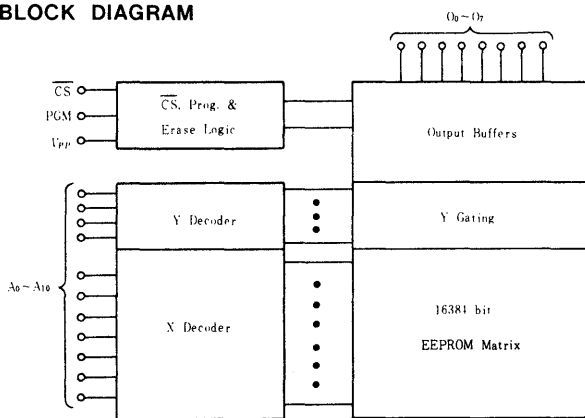 BLOCK DIAGRAM
O₀~O₇
CS
PGM
VPP
CS, Prog. &
Erase Logic
Output Buffers
Y Decoder
Y Gating
A₀~A₁₀
X Decoder
16384 bit
EEPROM Matrix